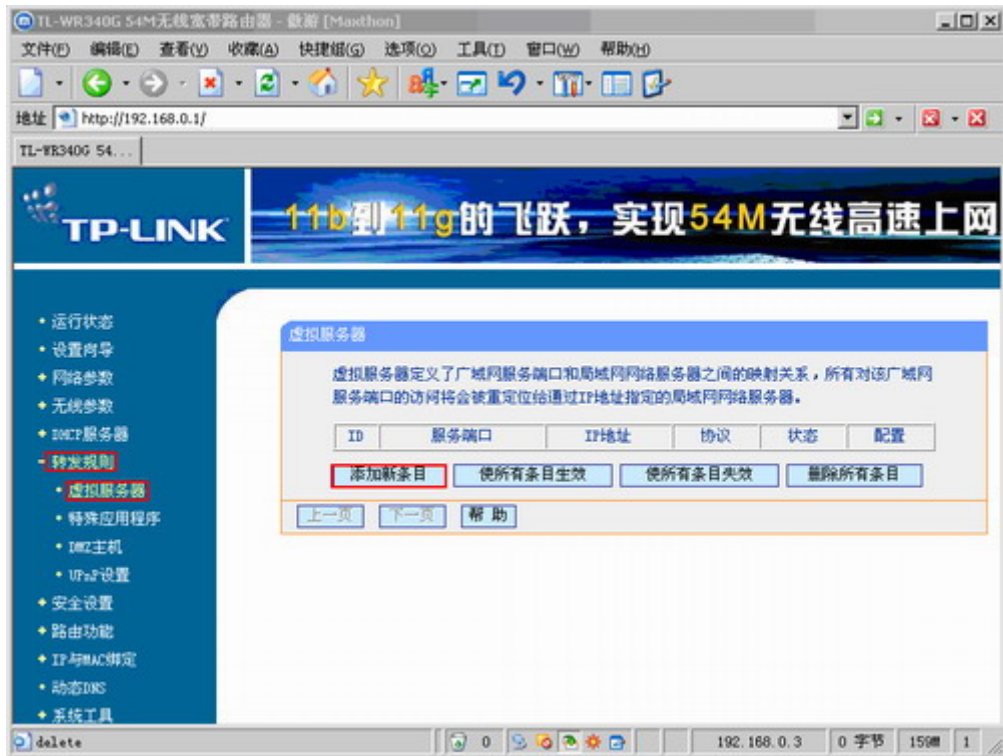 TL-WR340G 54M无线宽带路由器 - 傲游 [Maxthon]
文件(F) 编辑(E) 查看(V) 收藏(A) 快捷组(G) 选项(O) 工具(T) 窗口(W) 帮助(H)
地址 http://192.168.0.1/
TL-WR340G 54...
TP-LINK
11b到11g的飞跃，实现54M无线高速上网
运行状态
设置向导
网络参数
无线参数
DHCP服务器
转发规则
虚拟服务器
特殊应用程序
DMZ主机
UPnP设置
安全设置
路由功能
IP与MAC绑定
动态DNS
系统工具
虚拟服务器
虚拟服务器定义了广域网服务端口和局域网网络服务器之间的映射关系，所有对该广域网
服务端口的访问将会被重定位给通过IP地址指定的局域网网络服务器。
ID 服务端口 IP地址 协议 状态 配置
添加新条目 使所有条目生效 使所有条目失效 删除所有条目
上一页 下一页 帮 助
delete 0 192.168.0.3 0 字节 159M 1